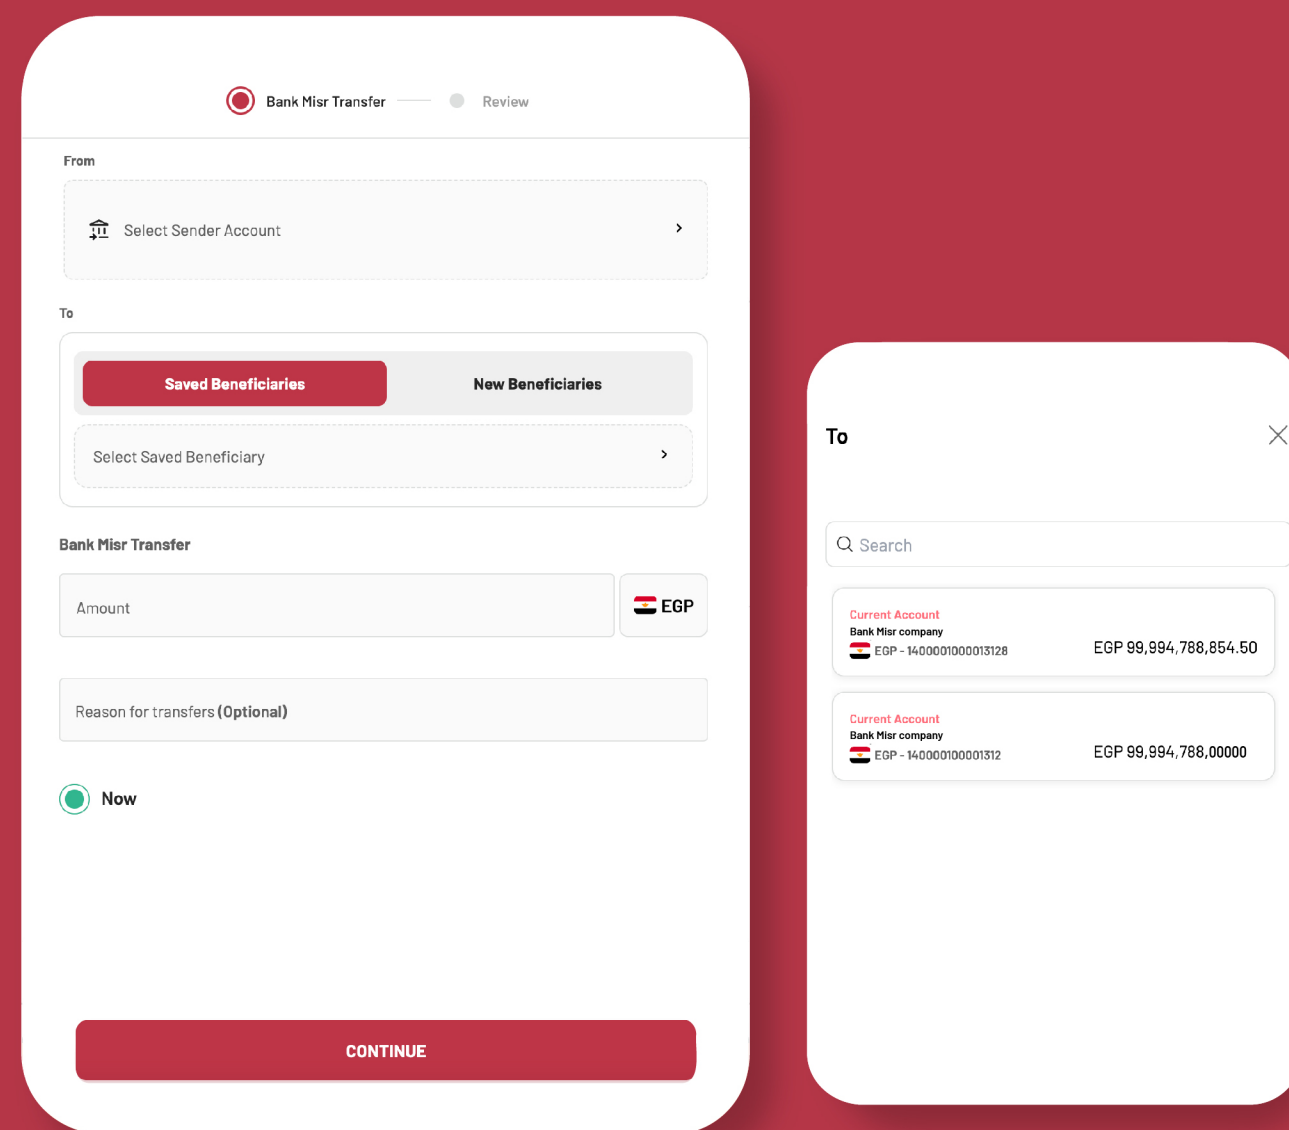 Bank Misr Transfer
Review
From
Select Sender Account
To
Saved Beneficiaries
New Beneficiaries
Select Saved Beneficiary
Bank Misr Transfer
Amount
EGP
Reason for transfers (Optional)
Now
CONTINUE
To
Search
Current Account
Bank Misr company
EGP - 1400001000013128
EGP 99,994,788,854.50
Current Account
Bank Misr company
EGP - 140000100001312
EGP 99,994,788,00000